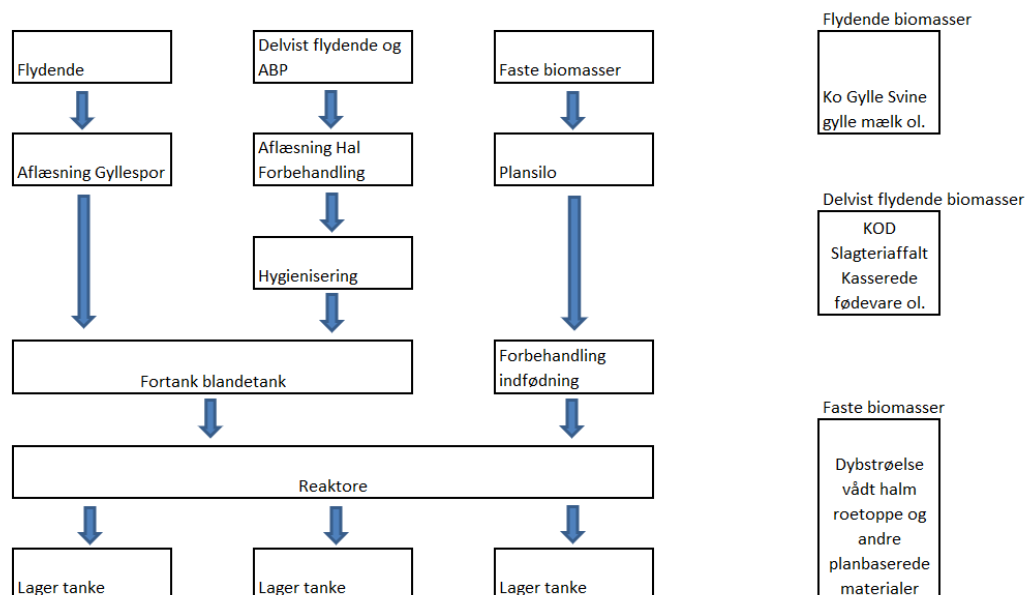 Flydende
Delvist flydende og
ABP
Faste biomasser
Aflæsning Gyllespor
Aflæsning Hal
Forbehandling
Plansilo
Hygienisering
Fortank blandetank
Forbehandling
indfødning
Reaktore
Lager tanke
Lager tanke
Lager tanke
Flydende biomasser
Ko Gylle Svine
gylle mælk ol.
Delvist flydende biomasser
KOD
Slagteriaffalt
Kasserede
fødevare ol.
Faste biomasser
Dybstrøelse
vådt halm
roetoppe og
andre
planbaserede
materialer